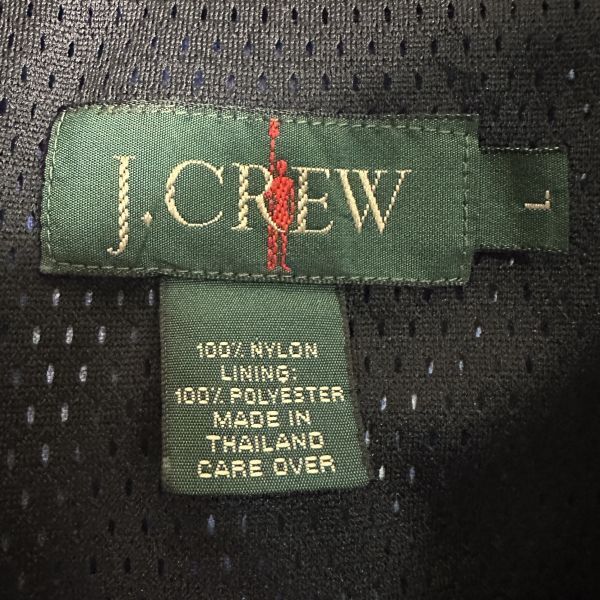 J.CREW
L
100% NYLON
LINING:
100% POLYESTER
MADE IN
THAILAND
CARE OVER